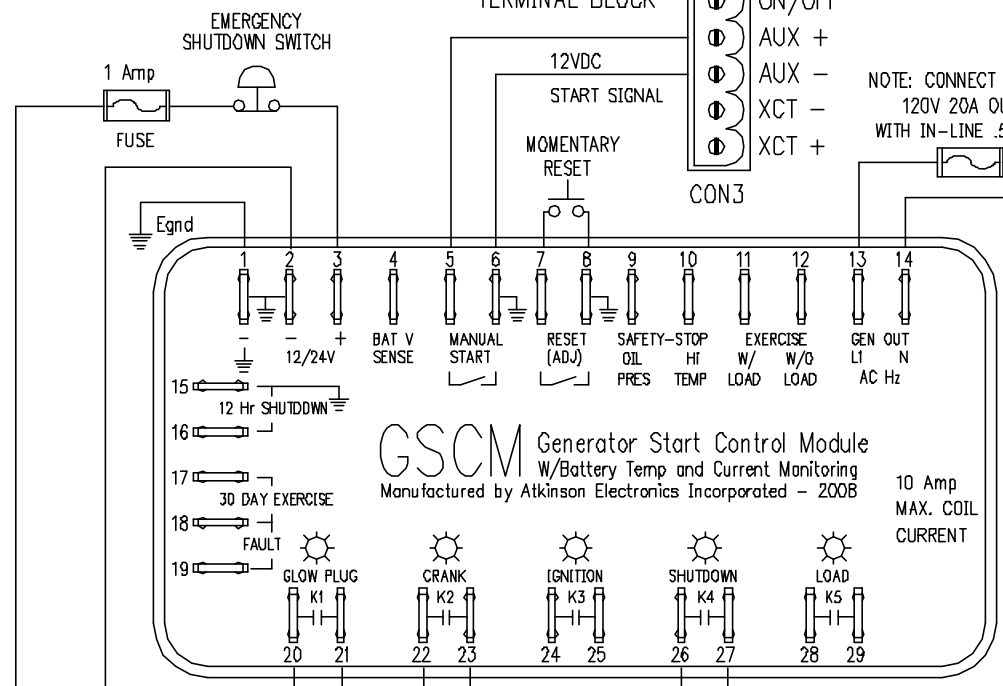 TERMINAL BLOCK
ON/OFF
EMERGENCY
SHUTDOWN SWITCH
AUX +
12VDC
AUX -
START SIGNAL
XCT -
XCT +
1 Amp
FUSE
NOTE: CONNECT
120V 20A
WITH IN-LINE
MOMENTARY
RESET
CON3
Egnd
1 2 3 4 5 6 7 8 9 10 11 12 13 14
- - +
12/24V
BAT V
SENSE
MANUAL
START
RESET
(ADJ)
SAFETY-STOP
OIL HI
PRES TEMP
EXERCISE
W/ W/O
LOAD LOAD
GEN OUT
L1 N
AC Hz
15
12 Hr SHUTDOWN
16
17
30 DAY EXERCISE
18
FAULT
19
GSCM Generator Start Control Module
W/Battery Temp and Current Monitoring
Manufactured by Atkinson Electronics Incorporated - 2008
10 Amp
MAX. COIL
CURRENT
GLOW PLUG CRANK IGNITION SHUTDOWN LOAD
K1 K2 K3 K4 K5
20 21 22 23 24 25 26 27 28 29